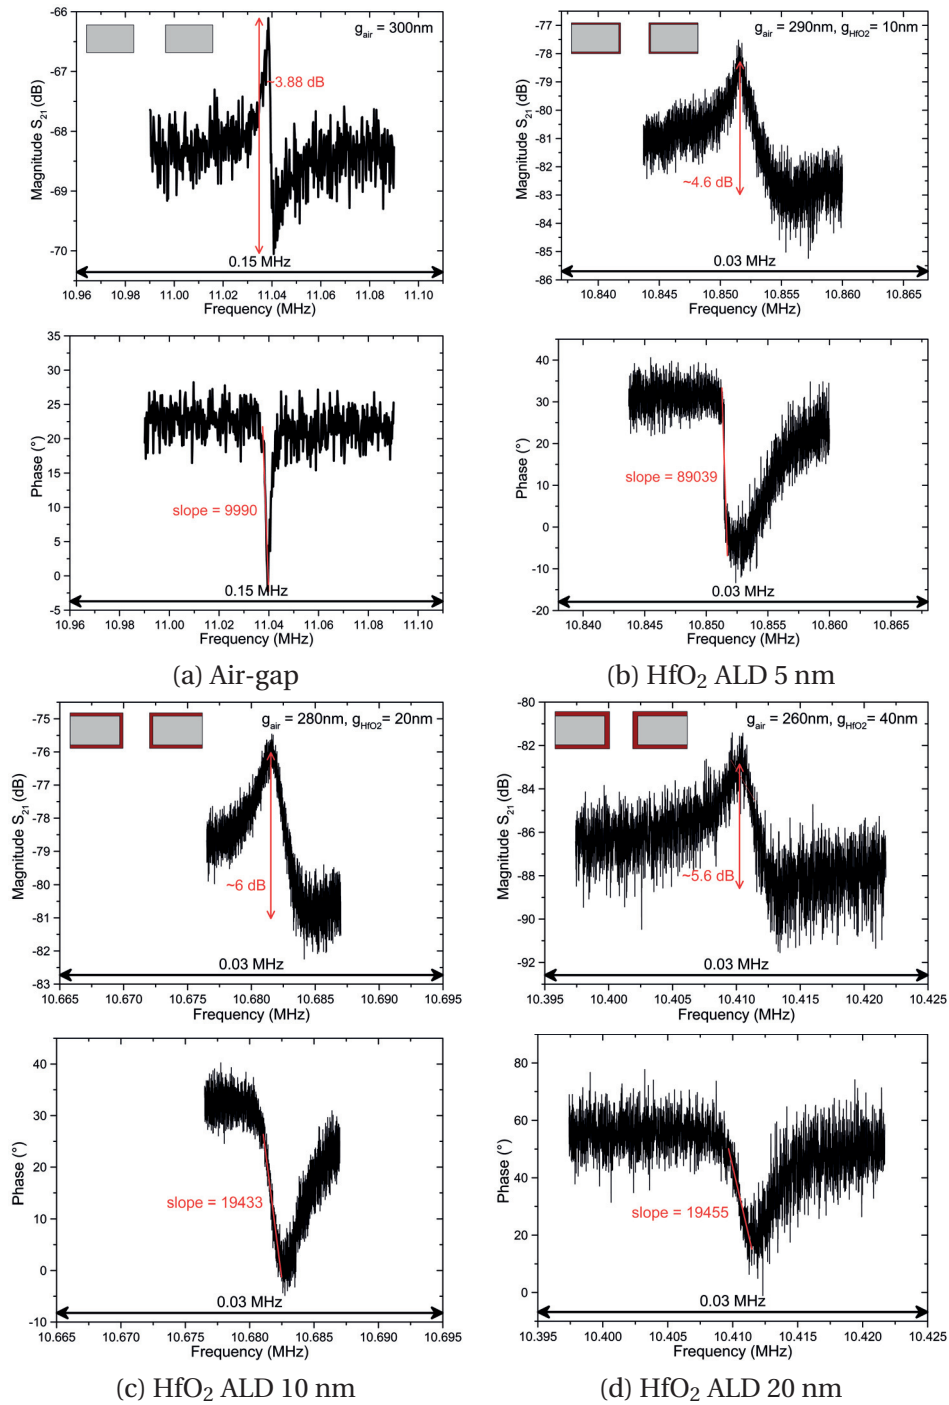 -66
-67
-68
-69
-70
Magnitude S21 (dB)
g_air = 300nm
~3.88 dB
0.15 MHz
10.96 10.98 11.00 11.02 11.04 11.06 11.08 11.10
Frequency (MHz)
35
30
25
20
15
10
5
0
-5
Phase (°)
slope = 9990
0.15 MHz
10.96 10.98 11.00 11.02 11.04 11.06 11.08 11.10
Frequency (MHz)
(a) Air-gap
-77
-78
-79
-80
-81
-82
-83
-84
-85
-86
Magnitude S21 (dB)
g_air = 290nm, g_HfO2 = 10nm
~4.6 dB
0.03 MHz
10.840 10.845 10.850 10.855 10.860 10.865
Frequency (MHz)
40
30
20
10
0
-10
-20
Phase (°)
slope = 89039
0.03 MHz
10.840 10.845 10.850 10.855 10.860 10.865
Frequency (MHz)
(b) HfO2 ALD 5 nm
-75
-76
-77
-78
-79
-80
-81
-82
-83
Magnitude S21 (dB)
g_air = 280nm, g_HfO2 = 20nm
~6 dB
0.03 MHz
10.665 10.670 10.675 10.680 10.685 10.690 10.695
Frequency (MHz)
40
30
20
10
0
-10
Phase (°)
slope = 19433
0.03 MHz
10.665 10.670 10.675 10.680 10.685 10.690 10.695
Frequency (MHz)
(c) HfO2 ALD 10 nm
-80
-82
-84
-86
-88
-90
-92
Magnitude S21 (dB)
g_air = 260nm, g_HfO2 = 40nm
~5.6 dB
0.03 MHz
10.395 10.400 10.405 10.410 10.415 10.420 10.425
Frequency (MHz)
80
60
40
20
0
Phase (°)
slope = 19455
0.03 MHz
10.395 10.400 10.405 10.410 10.415 10.420 10.425
Frequency (MHz)
(d) HfO2 ALD 20 nm